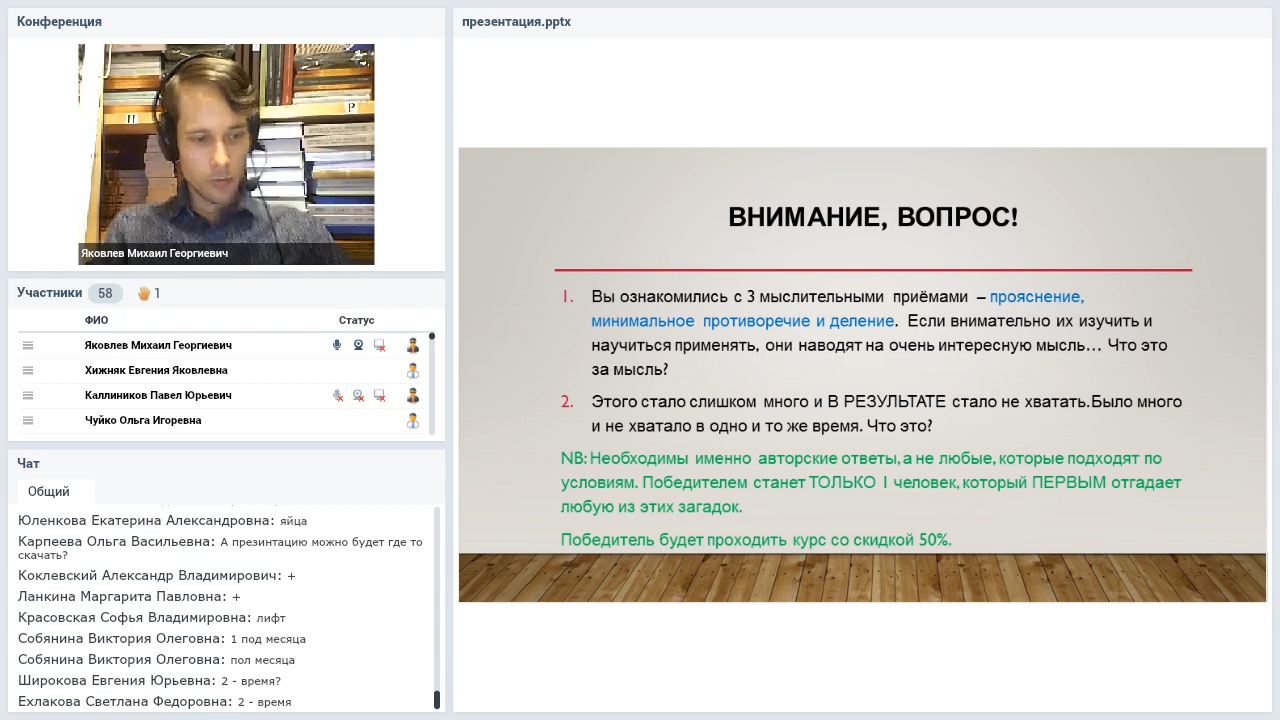 Конференция
Яковлев Михаил Георгиевич
Участники 58 1
ФИО Статус
Яковлев Михаил Георгиевич
Хижняк Евгения Яковлевна
Каллиников Павел Юрьевич
Чуйко Ольга Игоревна
Чат
Общий
Юленкова Екатерина Александровна: яйца
Карпеева Ольга Васильевна: А презинтацию можно будет где то
скачать?
Коклевский Александр Владимирович: +
Ланкина Маргарита Павловна: +
Красовская Софья Владимировна: лифт
Собянина Виктория Олеговна: 1 под месяца
Собянина Виктория Олеговна: пол месяца
Широкова Евгения Юрьевна: 2 - время?
Ехлакова Светлана Федоровна: 2 - время
презентация.pptx
ВНИМАНИЕ, ВОПРОС!
1. Вы ознакомились с 3 мыслительными приёмами – прояснение,
минимальное противоречие и деление. Если внимательно их изучить и
научиться применять, они наводят на очень интересную мысль… Что это
за мысль?
2. Этого стало слишком много и В РЕЗУЛЬТАТЕ стало не хватать.Было много
и не хватало в одно и то же время. Что это?
NB: Необходимы именно авторские ответы, а не любые, которые подходят по
условиям. Победителем станет ТОЛЬКО 1 человек, который ПЕРВЫМ отгадает
любую из этих загадок.
Победитель будет проходить курс со скидкой 50%.